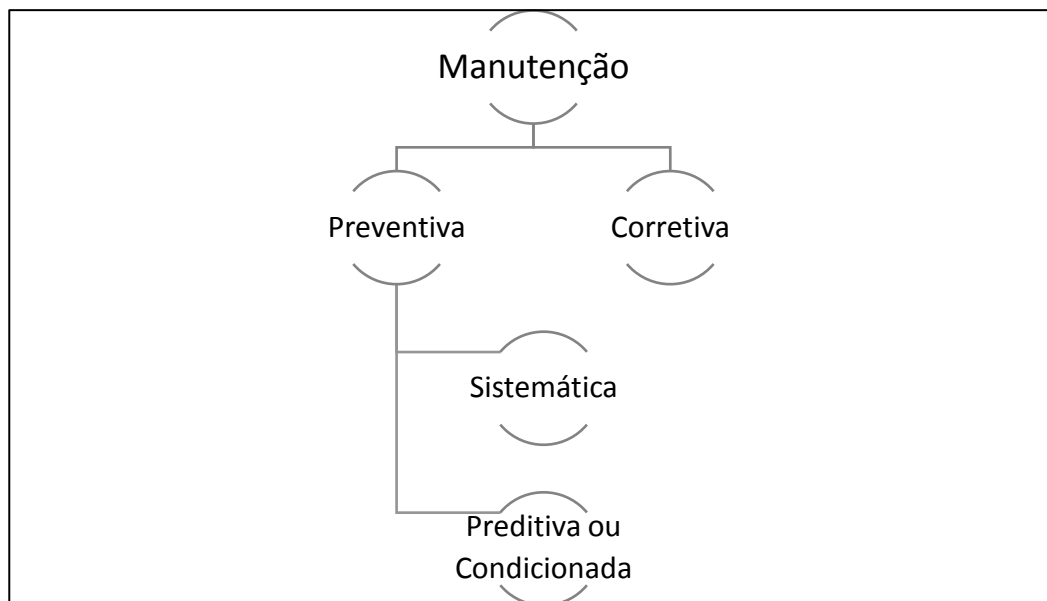 Manutenção
Preventiva
Corretiva
Sistemática
Preditiva ou
Condicionada